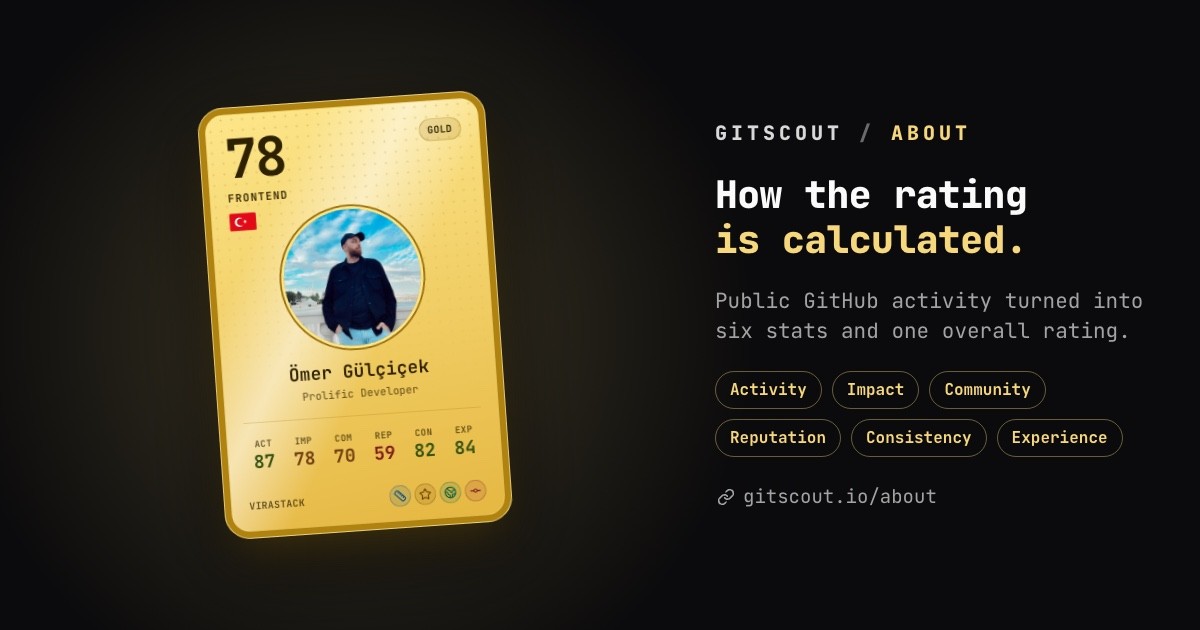 78
GOLD
FRONTEND
Ömer Gülçiçek
Prolific Developer
ACT IMP COM REP CON EXP
87 78 70 59 82 84
VIRASTACK
GITSCOUT / ABOUT
How the rating
is calculated.
Public GitHub activity turned into
six stats and one overall rating.
Activity Impact Community
Reputation Consistency Experience
gitscout.io/about